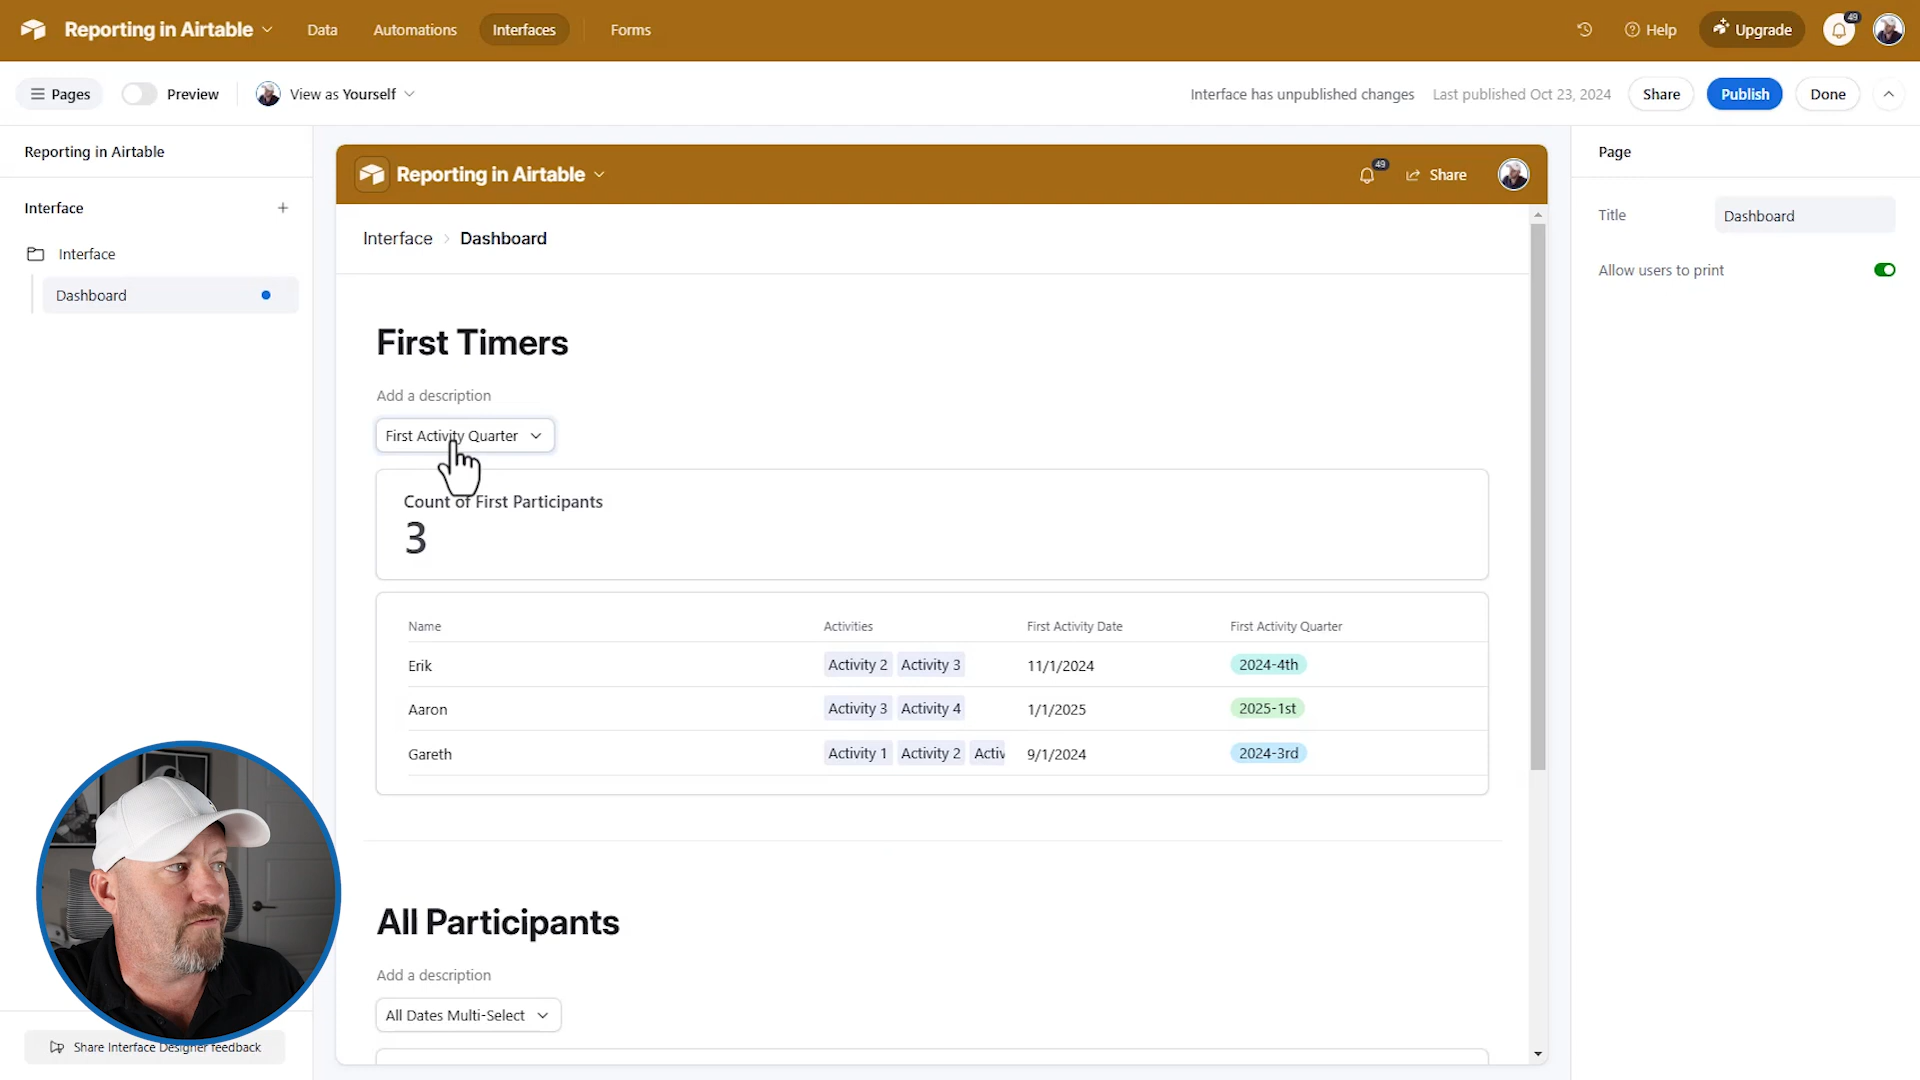 Reporting in Airtable
Data
Automations
Interfaces
Forms
Help
Upgrade
49
Pages
Preview
View as Yourself
Interface has unpublished changes
Last published Oct 23, 2024
Share
Publish
Done
Reporting in Airtable
Interface
Interface
Dashboard
Reporting in Airtable
49
Share
Interface
Dashboard
First Timers
Add a description
First Activity Quarter
Count of First Participants
3
Name Activities First Activity Date First Activity Quarter
Erik Activity 2 Activity 3 11/1/2024 2024-4th
Aaron Activity 3 Activity 4 1/1/2025 2025-1st
Gareth Activity 1 Activity 2 Activ 9/1/2024 2024-3rd
All Participants
Add a description
All Dates Multi-Select
Page
Title Dashboard
Allow users to print
Share Interface Designer feedback